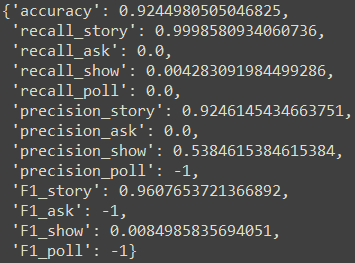 {'accuracy': 0.9244980505046825,
'recall_story': 0.9998580934060736,
'recall_ask': 0.0,
'recall_show': 0.004283091984499286,
'recall_poll': 0.0,
'precision_story': 0.9246145434663751,
'precision_ask': 0.0,
'precision_show': 0.5384615384615384,
'precision_poll': -1,
'F1_story': 0.9607653721366892,
'F1_ask': -1,
'F1_show': 0.0084985835694051,
'F1_poll': -1}